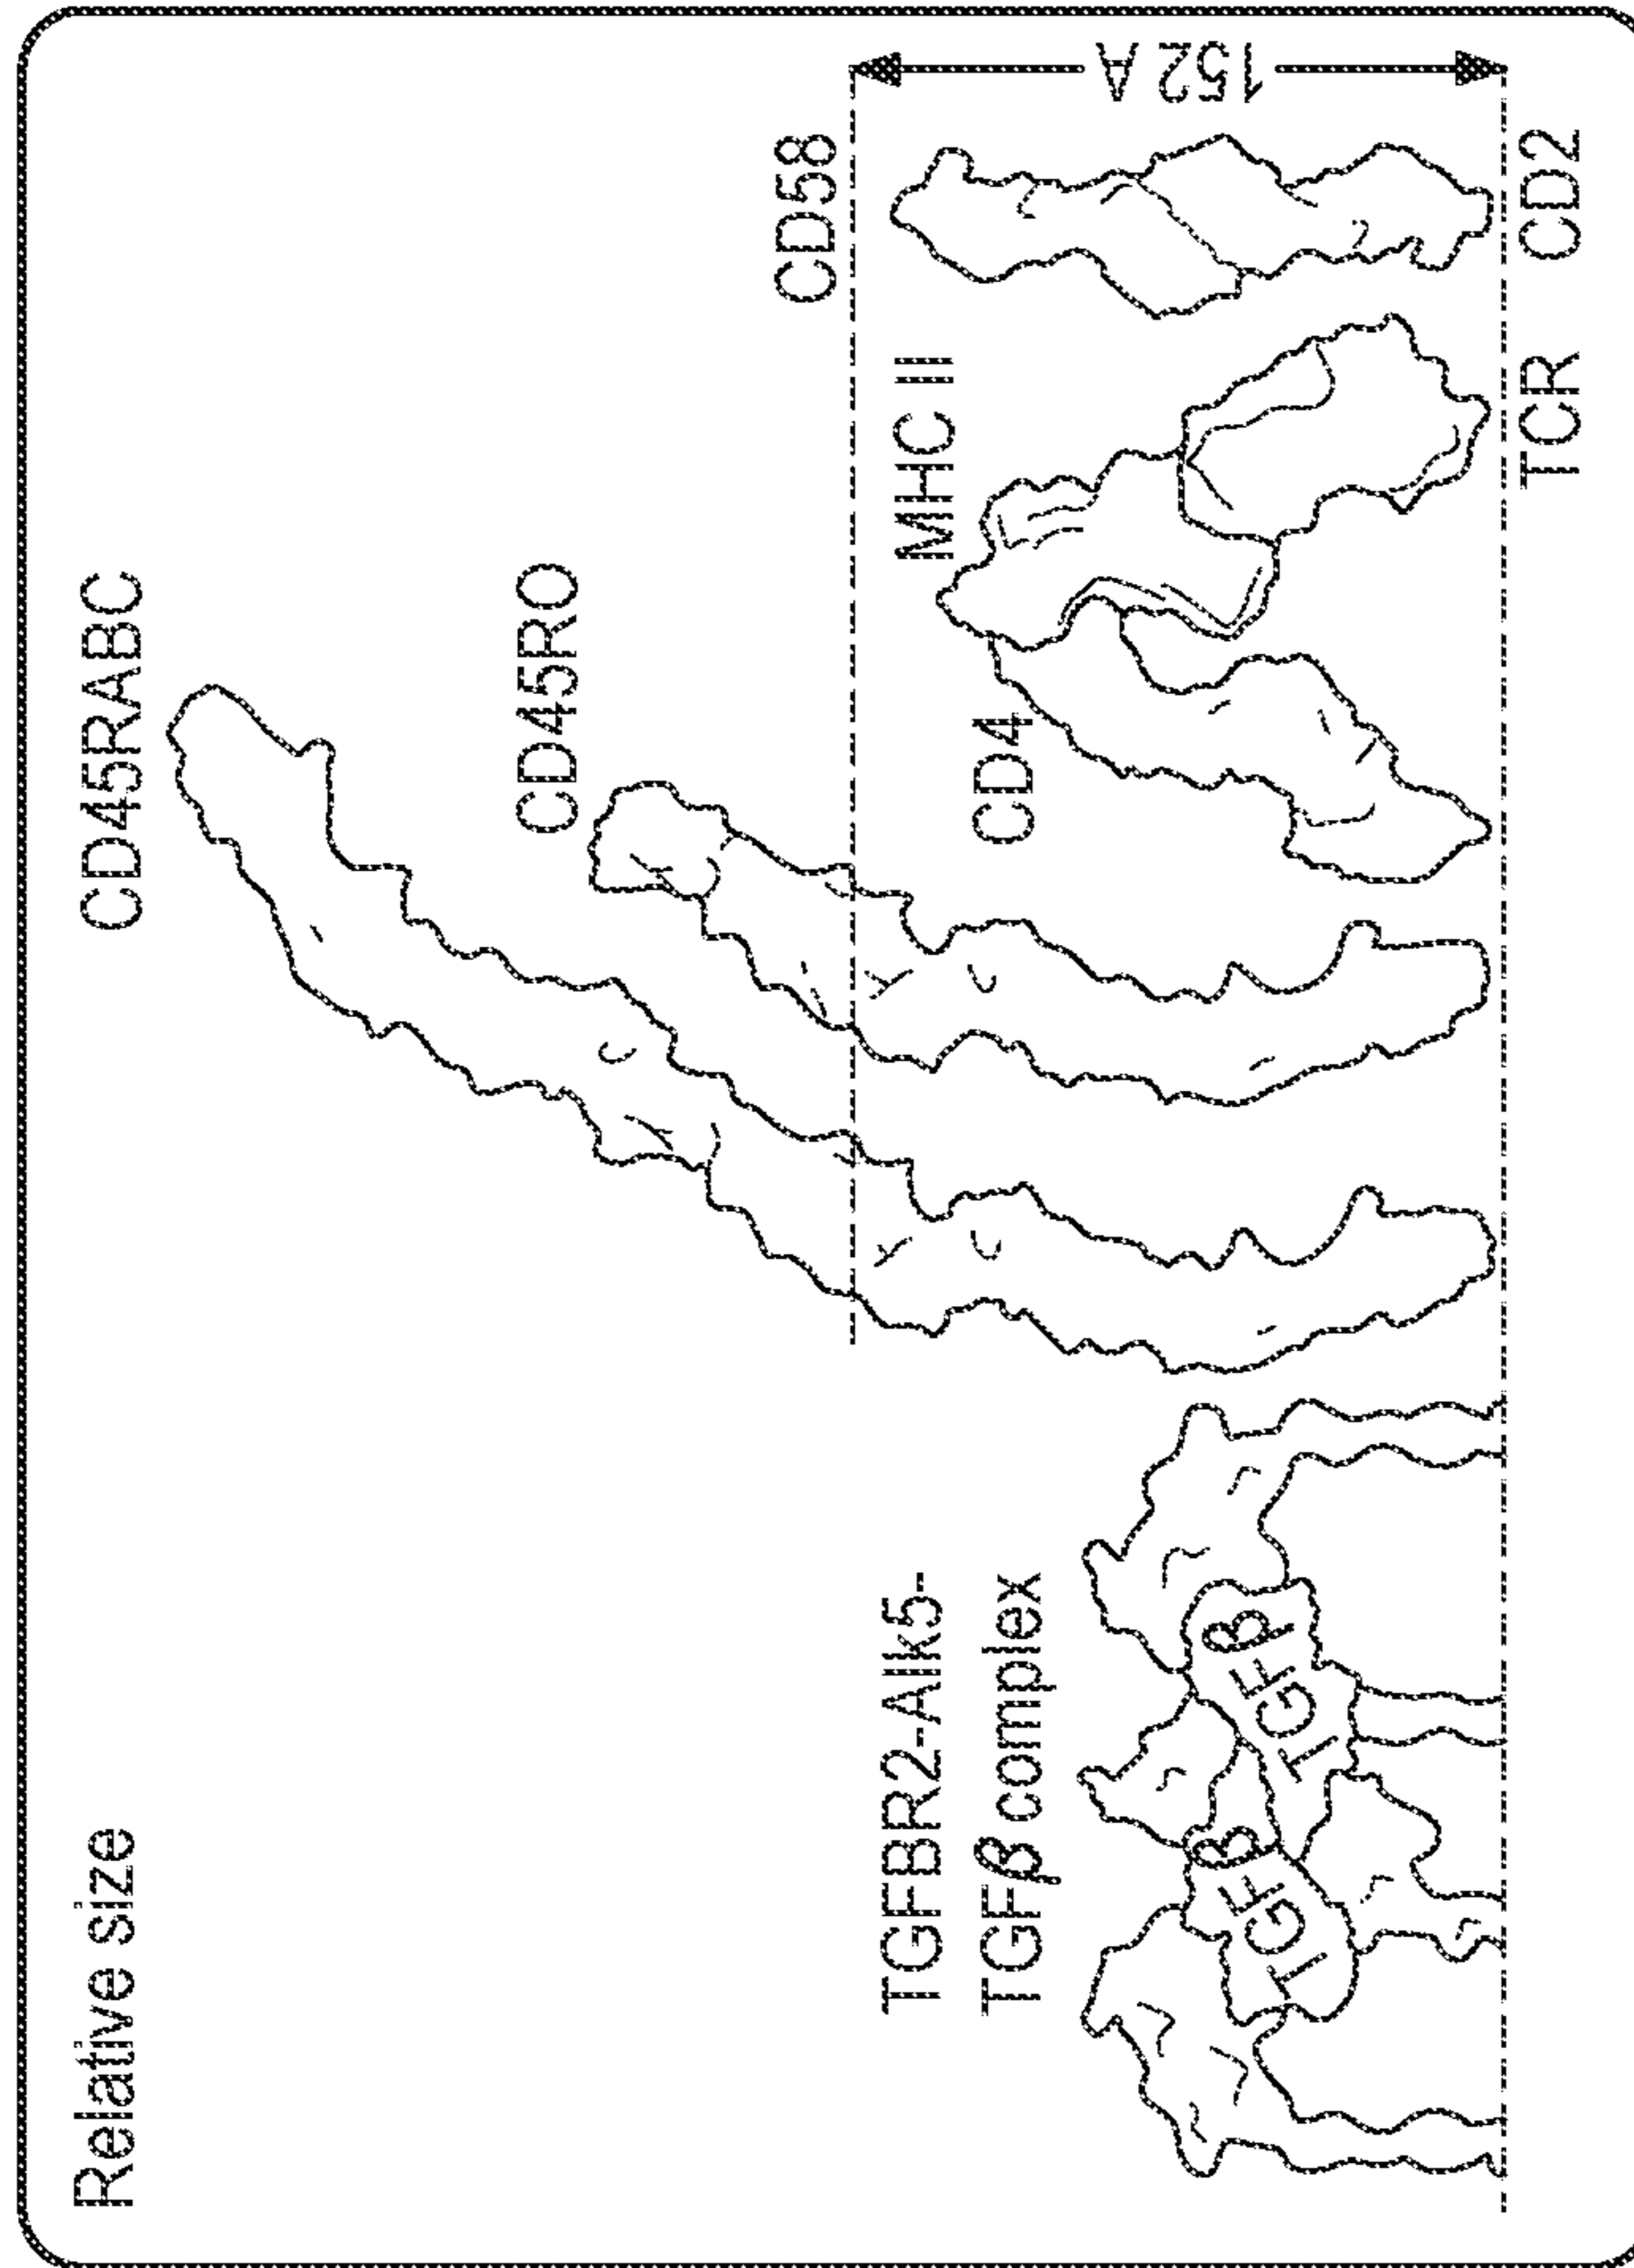 Relative size
CD45RABC
CD45RO
CD58
TGFBR2-Alk5-
TGFβ complex
MHC II
CD4
152 A
TGFβ
TGFβ
TCR
CD2